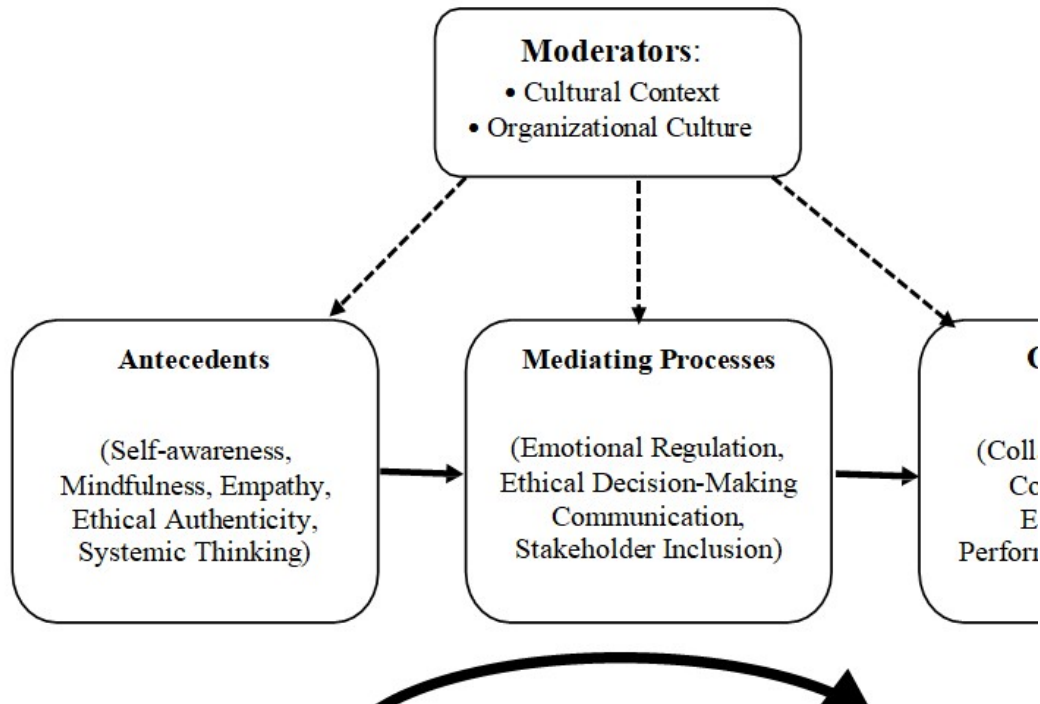 Moderators:
• Cultural Context
• Organizational Culture
Antecedents
(Self-awareness,
Mindfulness, Empathy,
Ethical Authenticity,
Systemic Thinking)
Mediating Processes
(Emotional Regulation,
Ethical Decision-Making
Communication,
Stakeholder Inclusion)